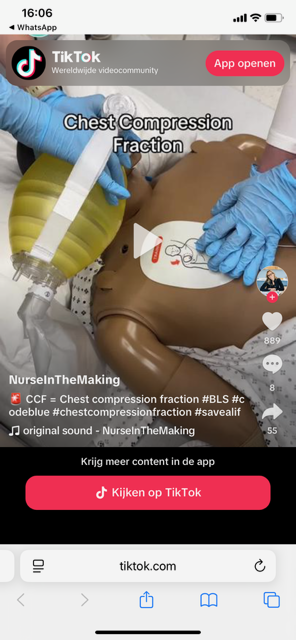 16:06
WhatsApp
TikTok
Wereldwijde videocommunity
App openen
Chest Compression
Fraction
889
8
NurseInTheMaking
🚨 CCF = Chest compression fraction #BLS #c
odeblue #chestcompressionfraction #savealif
55
original sound - NurseInTheMaking
Krijg meer content in de app
Kijken op TikTok
tiktok.com